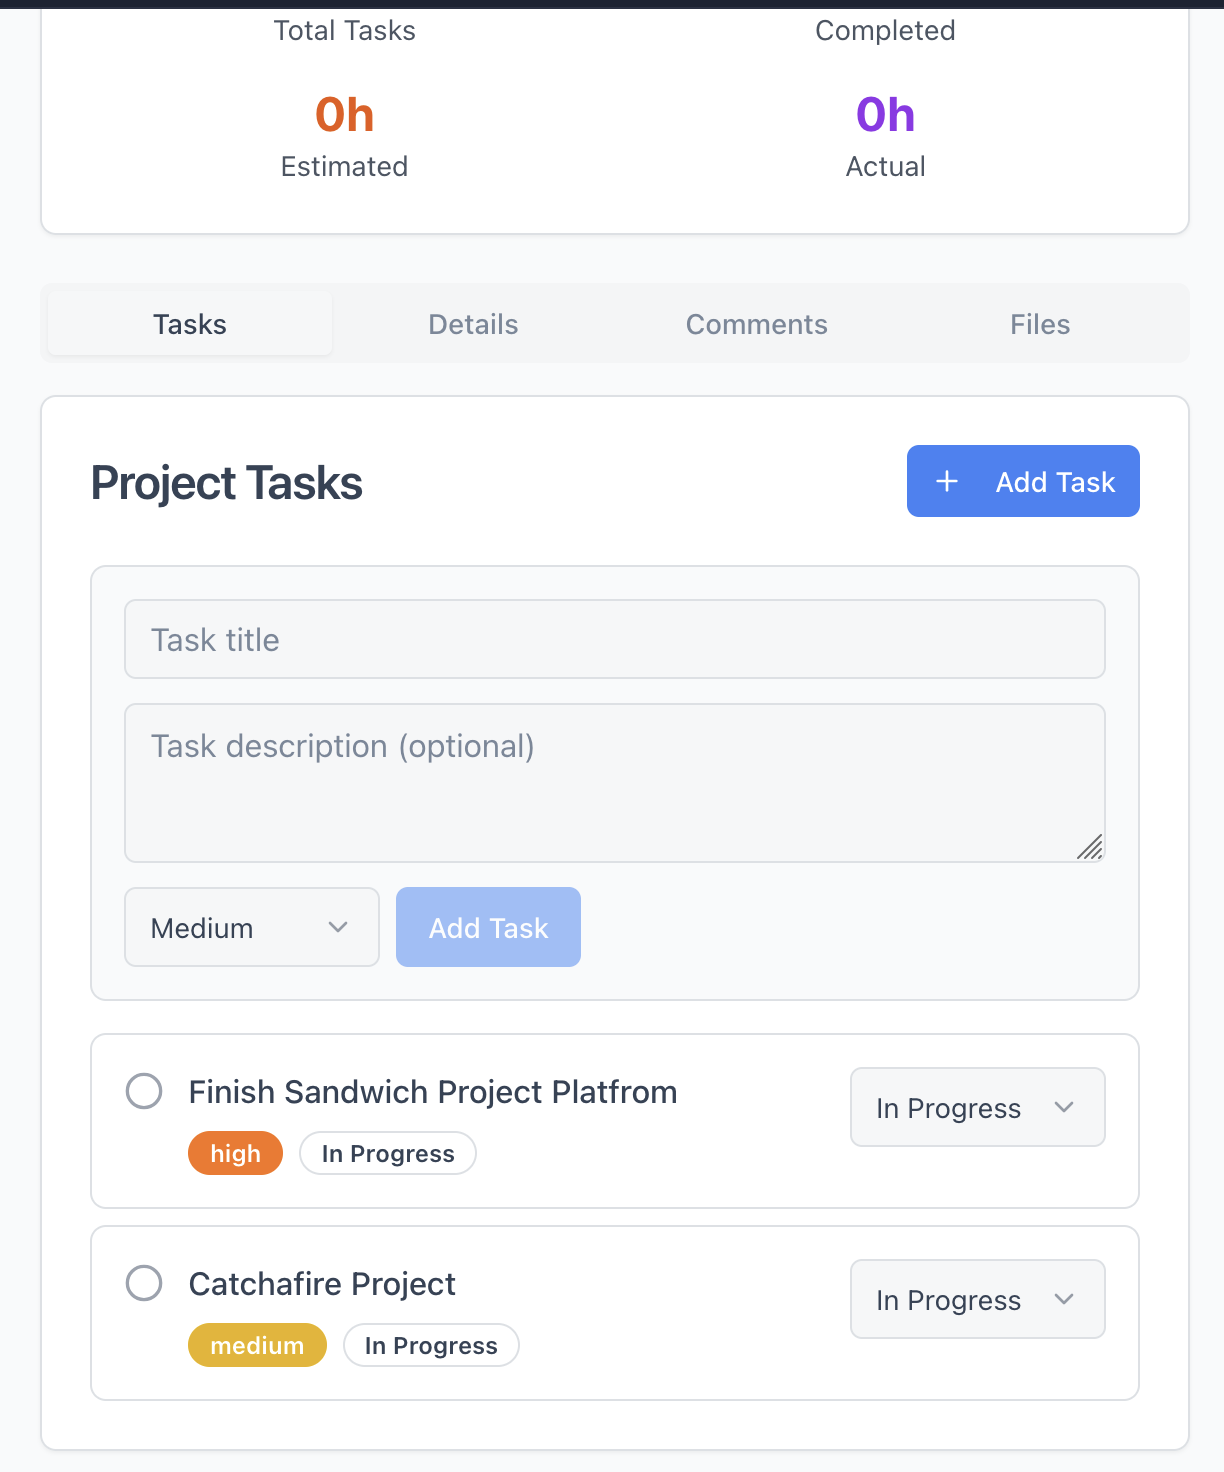 Total Tasks
Completed
0h
0h
Estimated
Actual
Tasks
Details
Comments
Files
Project Tasks
+ Add Task
Task title
Task description (optional)
Medium
Add Task
Finish Sandwich Project Platfrom
In Progress
high
In Progress
Catchafire Project
In Progress
medium
In Progress